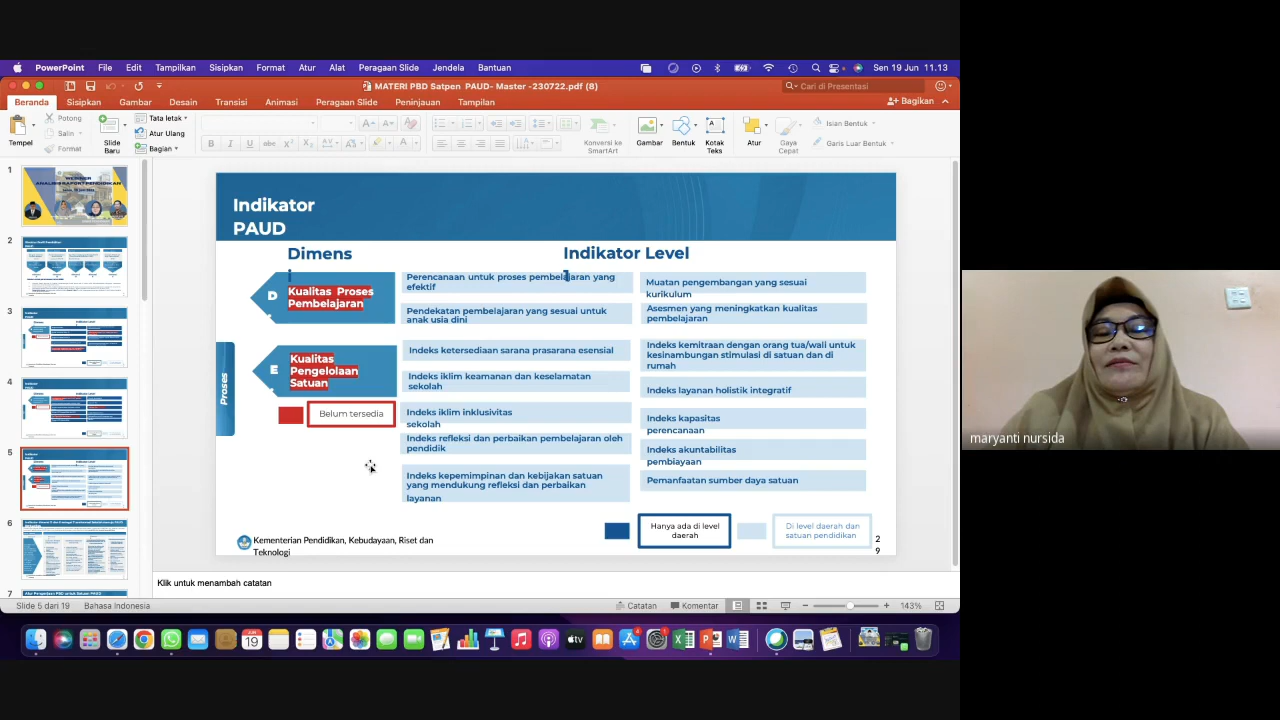 PowerPoint File Edit Tampilkan Sisipkan Format Atur Alat Peragaan Slide Jendela Bantuan Sen 19 Jun 11.13
MATERI PBD Satpen PAUD- Master -230722.pdf (8)
Cari di Presentasi
Beranda Sisipkan Gambar Desain Transisi Animasi Peragaan Slide Peninjauan Tampilan
Bagikan
Tempel
Potong
Salin
Format
Slide
Baru
Tata letak
Atur Ulang
Bagian
Konversi ke
SmartArt
Gambar
Bentuk
Kotak
Teks
Atur
Gaya
Cepat
Isian Bentuk
Garis Luar Bentuk
1
2
3
4
5
6
7
Indikator
PAUD
Dimens
i
Indikator Level
1
D
.
Kualitas Proses
Pembelajaran
Perencanaan untuk proses pembelajaran yang
efektif
Muatan pengembangan yang sesuai
kurikulum
Pendekatan pembelajaran yang sesuai untuk
anak usia dini
Asesmen yang meningkatkan kualitas
pembelajaran
Proses
E
.
Kualitas
Pengelolaan
Satuan
Indeks ketersediaan sarana prasarana esensial
Indeks kemitraan dengan orang tua/wali untuk
kesinambungan stimulasi di satuan dan di
rumah
Indeks iklim keamanan dan keselamatan
sekolah
Indeks layanan holistik integratif
Belum tersedia
Indeks iklim inklusivitas
sekolah
Indeks kapasitas
perencanaan
Indeks refleksi dan perbaikan pembelajaran oleh
pendidik
Indeks akuntabilitas
pembiayaan
Indeks kepemimpinan dan kebijakan satuan
yang mendukung refleksi dan perbaikan
layanan
Pemanfaatan sumber daya satuan
Hanya ada di level
daerah
Di level daerah dan
satuan pendikan
Kementerian Pendidikan, Kebudayaan, Riset dan
Teknologi
2
9
Klik untuk menambah catatan
Slide 5 dari 19 Bahasa Indonesia Catatan Komentar 143%
maryanti nursida